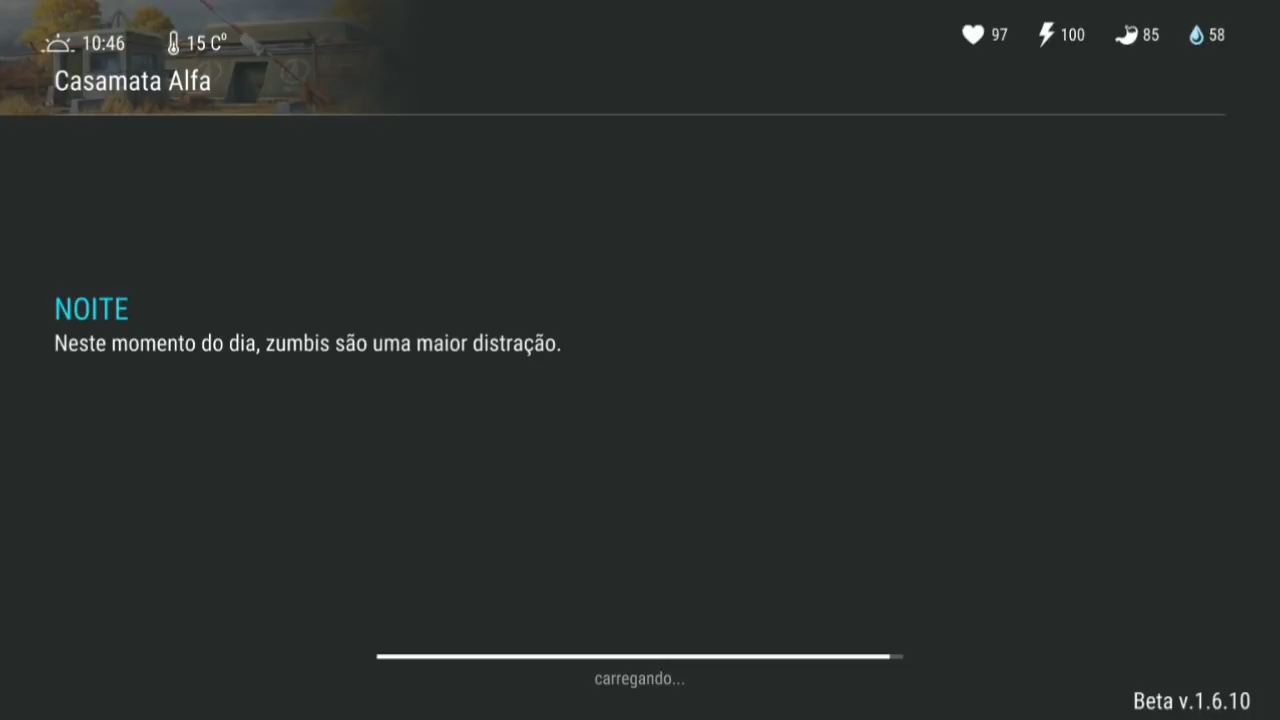 10:46 15 Cº
97 100 85 58
Casamata Alfa
NOITE
Neste momento do dia, zumbis são uma maior distração.
carregando...
Beta v.1.6.10